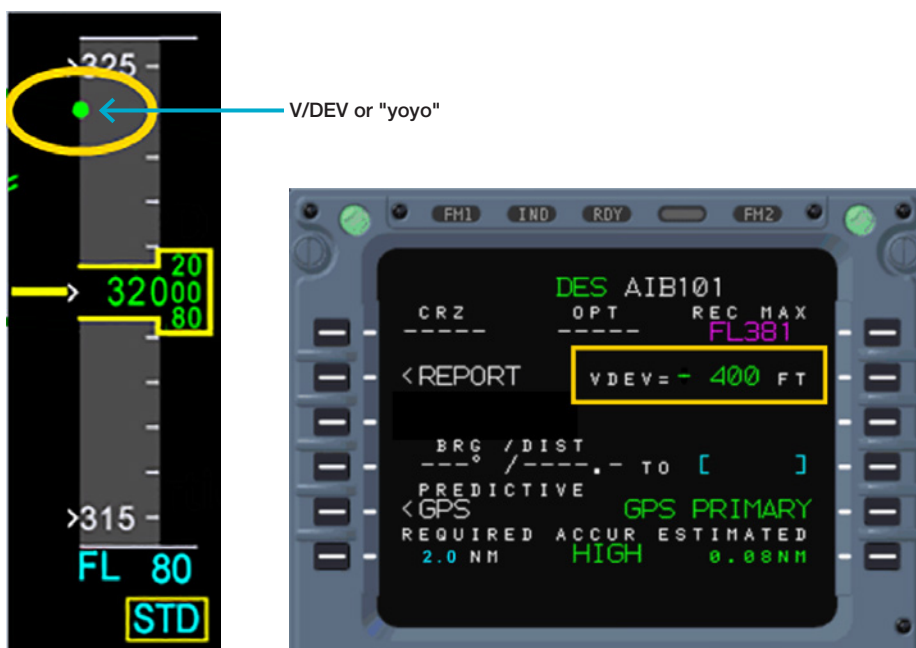 >325
V/DEV or "yoyo"
20
> 32000
80
>315
FL 80
STD
FM1 IND RDY FM2
DES AIB101
CRZ OPT REC MAX
----- ----- FL381
<REPORT VDEV=- 400 FT
BRG /DIST
---° /----.- TO [ ]
PREDICTIVE
<GPS GPS PRIMARY
REQUIRED ACCUR ESTIMATED
2.0 NM HIGH 0.08NM